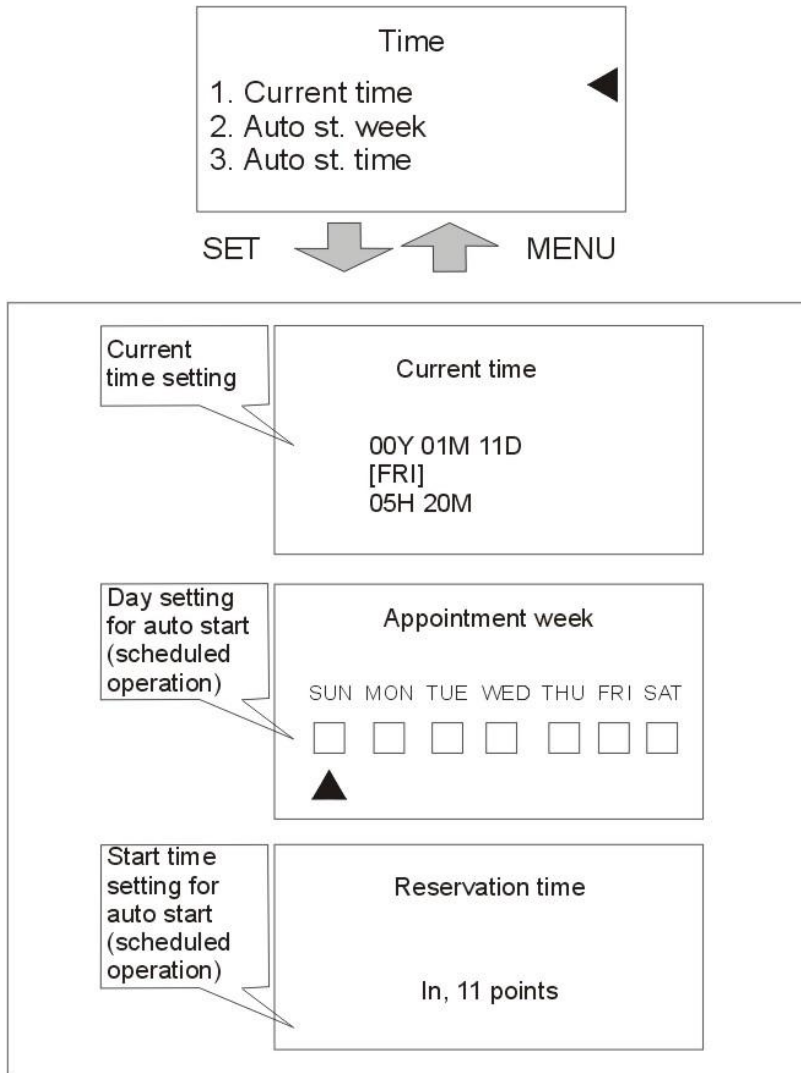 Time
1. Current time
2. Auto st. week
3. Auto st. time
SET
MENU
Current
time setting
Current time
00Y 01M 11D
[FRI]
05H 20M
Day setting
for auto start
(scheduled
operation)
Appointment week
SUN MON TUE WED THU FRI SAT
Start time
setting for
auto start
(scheduled
operation)
Reservation time
In, 11 points